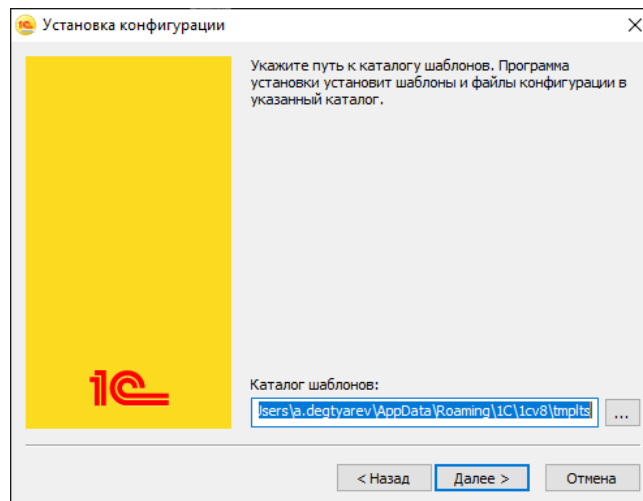 Установка конфигурации
Укажите путь к каталогу шаблонов. Программа
установки установит шаблоны и файлы конфигурации в
указанный каталог.
1С
Каталог шаблонов:
Users\a.degtyarev\AppData\Roaming\1C\1cv8\tmplts
...
< Назад
Далее >
Отмена